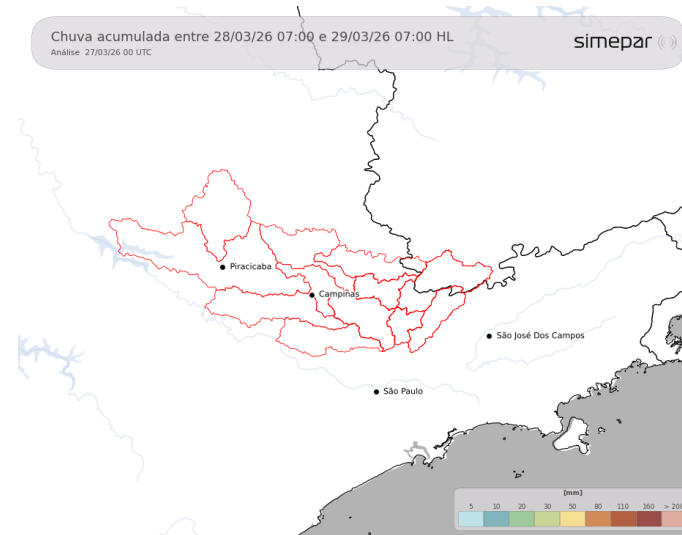 Chuva acumulada entre 28/03/26 07:00 e 29/03/26 07:00 HL
Análise 27/03/26 00 UTC
simepar
Piracicaba
Campinas
São José Dos Campos
São Paulo
[mm]
5 10 20 30 50 80 110 160 > 200